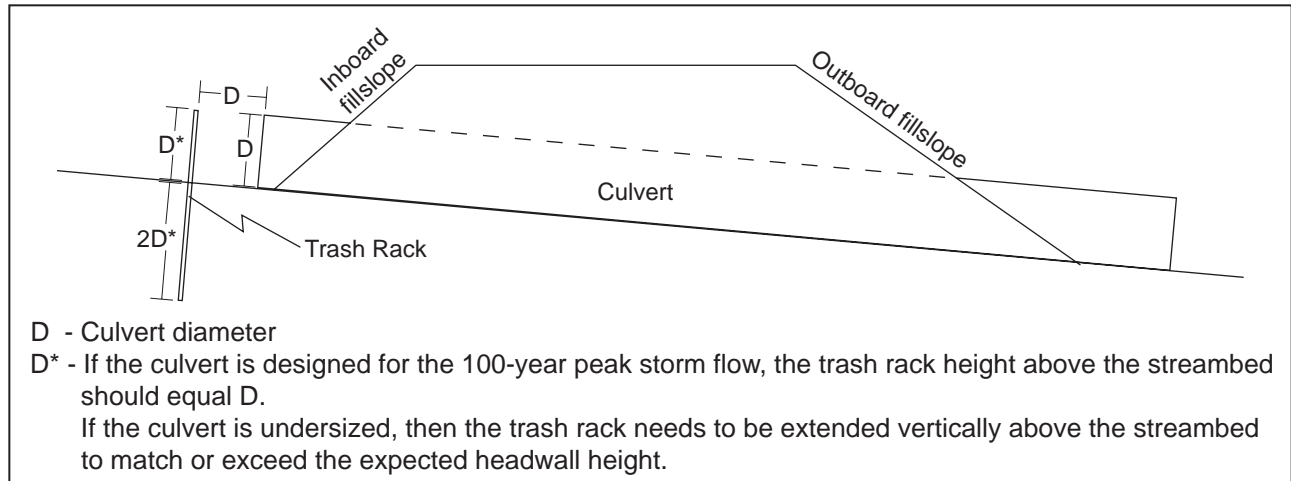 Inboard
fillslope
Outboard fillslope
D
D*
D
Culvert
2D*
Trash Rack
D - Culvert diameter
D* - If the culvert is designed for the 100-year peak storm flow, the trash rack height above the streambed
should equal D.
If the culvert is undersized, then the trash rack needs to be extended vertically above the streambed
to match or exceed the expected headwall height.